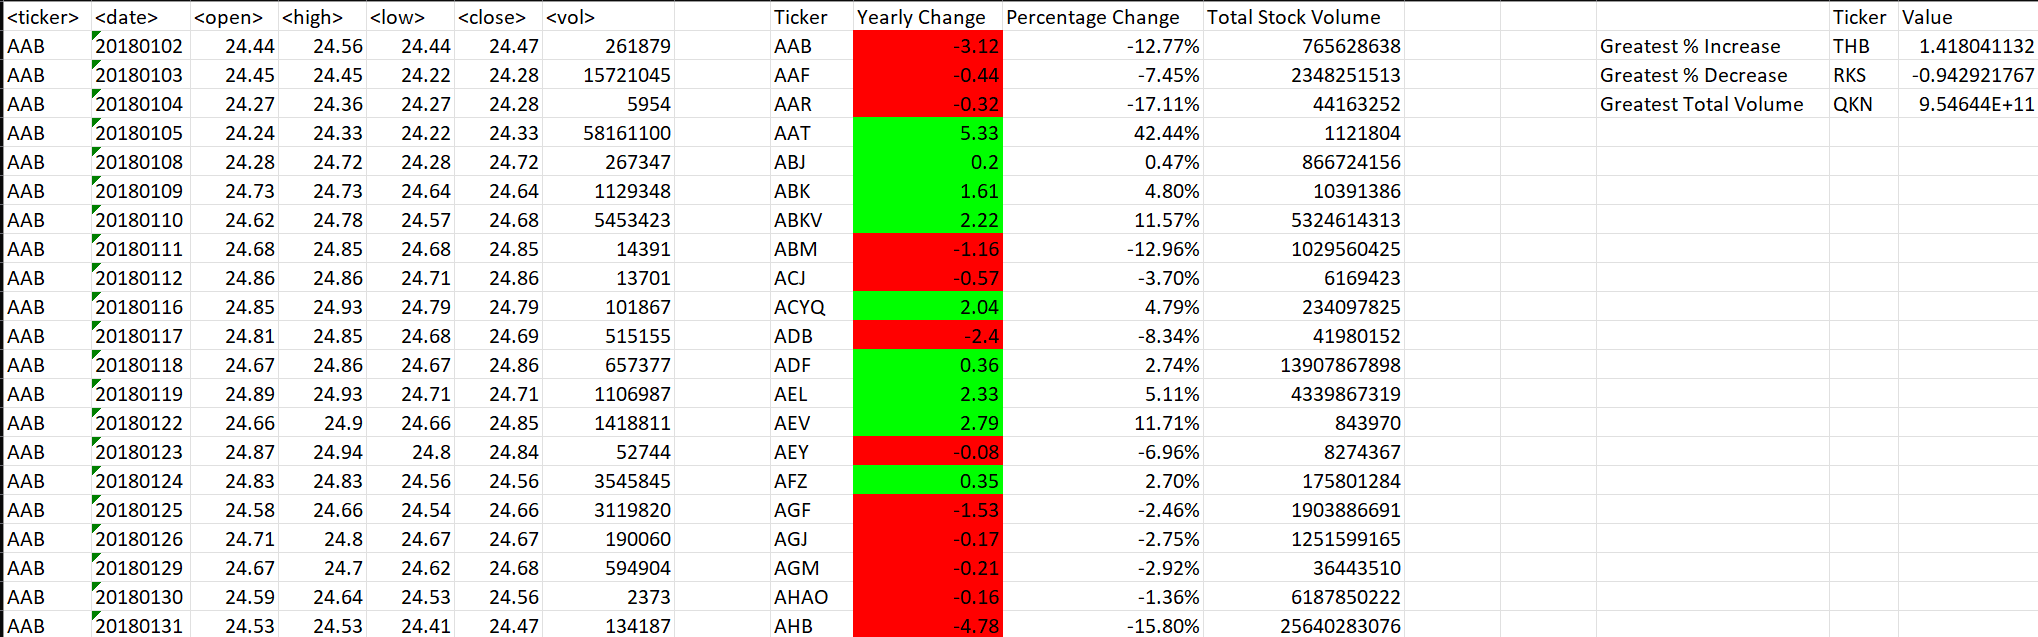 <ticker> <date> <open> <high> <low> <close> <vol> Ticker Yearly Change Percentage Change Total Stock Volume Ticker Value
AAB 20180102 24.44 24.56 24.44 24.47 261879 AAB -3.12 -12.77% 765628638 Greatest % Increase THB 1.418041132
AAB 20180103 24.45 24.45 24.22 24.28 15721045 AAF -0.44 -7.45% 2348251513 Greatest % Decrease RKS -0.942921767
AAB 20180104 24.27 24.36 24.27 24.28 5954 AAR -0.32 -17.11% 44163252 Greatest Total Volume QKN 9.54644E+11
AAB 20180105 24.24 24.33 24.22 24.33 58161100 AAT 5.33 42.44% 1121804
AAB 20180108 24.28 24.72 24.28 24.72 267347 ABJ 0.2 0.47% 866724156
AAB 20180109 24.73 24.73 24.64 24.64 1129348 ABK 1.61 4.80% 10391386
AAB 20180110 24.62 24.78 24.57 24.68 5453423 ABKV 2.22 11.57% 5324614313
AAB 20180111 24.68 24.85 24.68 24.85 14391 ABM -1.16 -12.96% 1029560425
AAB 20180112 24.86 24.86 24.71 24.86 13701 ACJ -0.57 -3.70% 6169423
AAB 20180116 24.85 24.93 24.79 24.79 101867 ACYQ 2.04 4.79% 234097825
AAB 20180117 24.81 24.85 24.68 24.69 515155 ADB -2.4 -8.34% 41980152
AAB 20180118 24.67 24.86 24.67 24.86 657377 ADF 0.36 2.74% 13907867898
AAB 20180119 24.89 24.93 24.71 24.71 1106987 AEL 2.33 5.11% 4339867319
AAB 20180122 24.66 24.9 24.66 24.85 1418811 AEV 2.79 11.71% 843970
AAB 20180123 24.87 24.94 24.8 24.84 52744 AEY -0.08 -6.96% 8274367
AAB 20180124 24.83 24.83 24.56 24.56 3545845 AFZ 0.35 2.70% 175801284
AAB 20180125 24.58 24.66 24.54 24.66 3119820 AGF -1.53 -2.46% 1903886691
AAB 20180126 24.71 24.8 24.67 24.67 190060 AGJ -0.17 -2.75% 1251599165
AAB 20180129 24.67 24.7 24.62 24.68 594904 AGM -0.21 -2.92% 36443510
AAB 20180130 24.59 24.64 24.53 24.56 2373 AHAO -0.16 -1.36% 6187850222
AAB 20180131 24.53 24.53 24.41 24.47 134187 AHB -4.78 -15.80% 25640283076